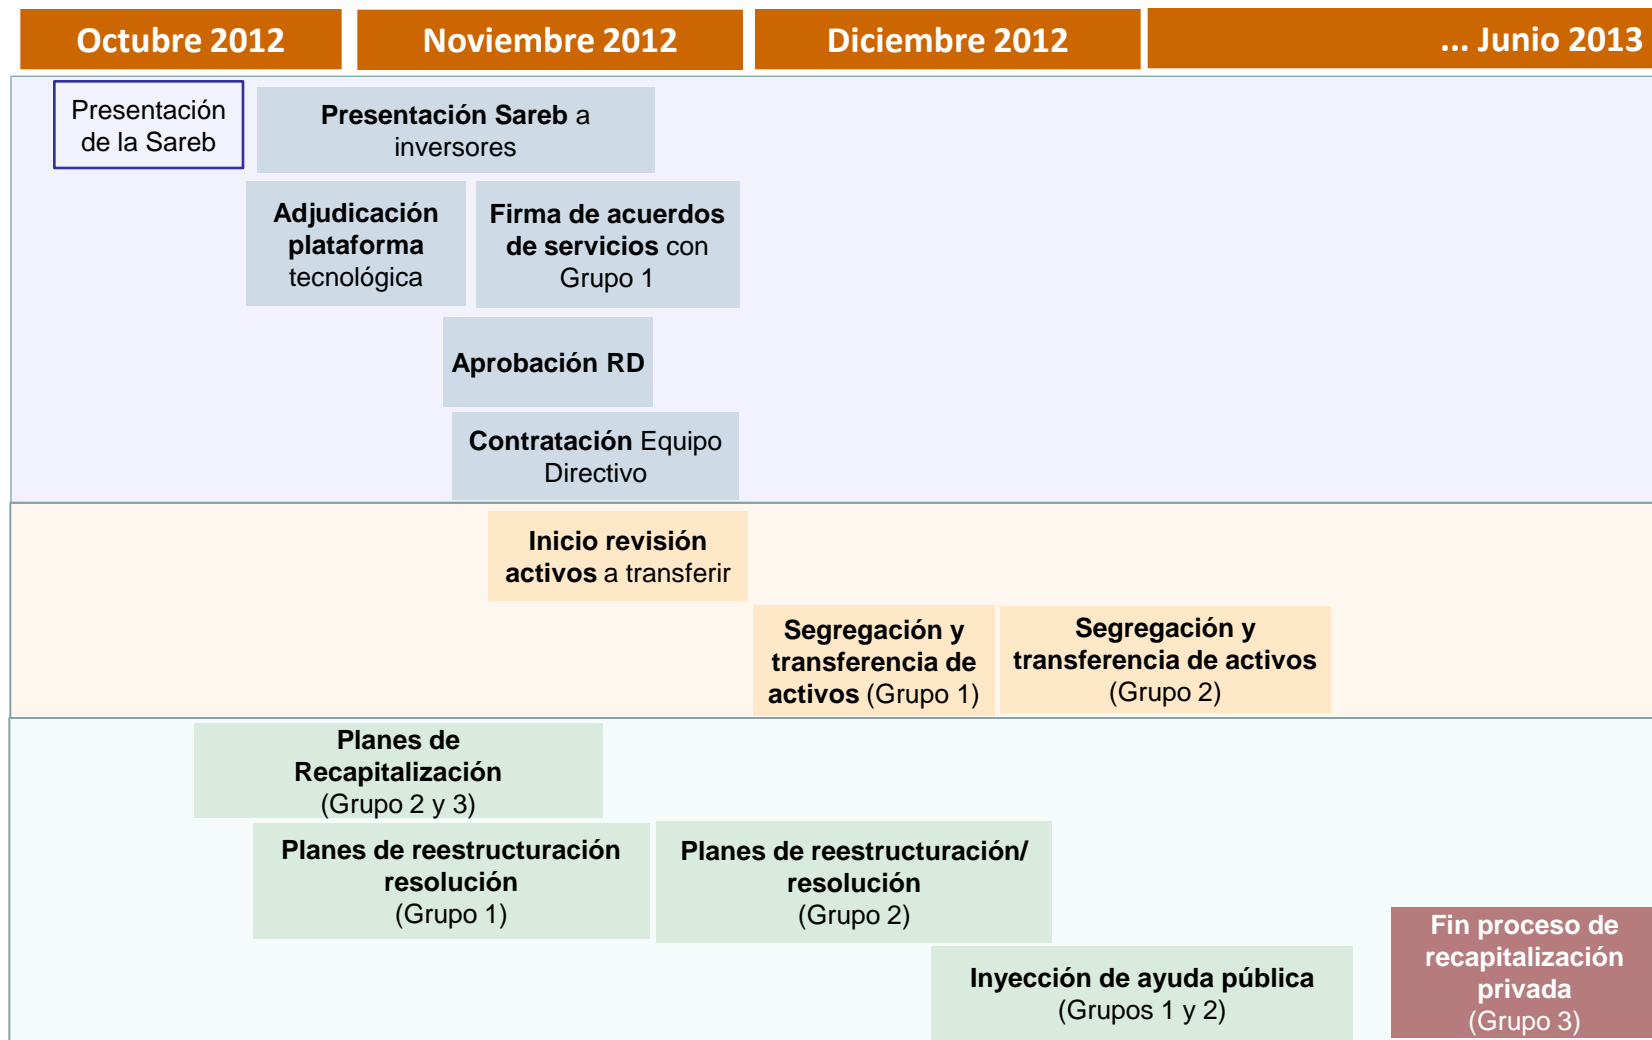 Octubre 2012
Noviembre 2012
Diciembre 2012
... Junio 2013
Presentación
de la Sareb
Presentación Sareb a
inversores
Adjudicación
plataforma
tecnológica
Firma de acuerdos
de servicios con
Grupo 1
Aprobación RD
Contratación Equipo
Directivo
Inicio revisión
activos a transferir
Segregación y
transferencia de
activos (Grupo 1)
Segregación y
transferencia de activos
(Grupo 2)
Planes de
Recapitalización
(Grupo 2 y 3)
Planes de reestructuración
resolución
(Grupo 1)
Planes de reestructuración/
resolución
(Grupo 2)
Inyección de ayuda pública
(Grupos 1 y 2)
Fin proceso de
recapitalización
privada
(Grupo 3)